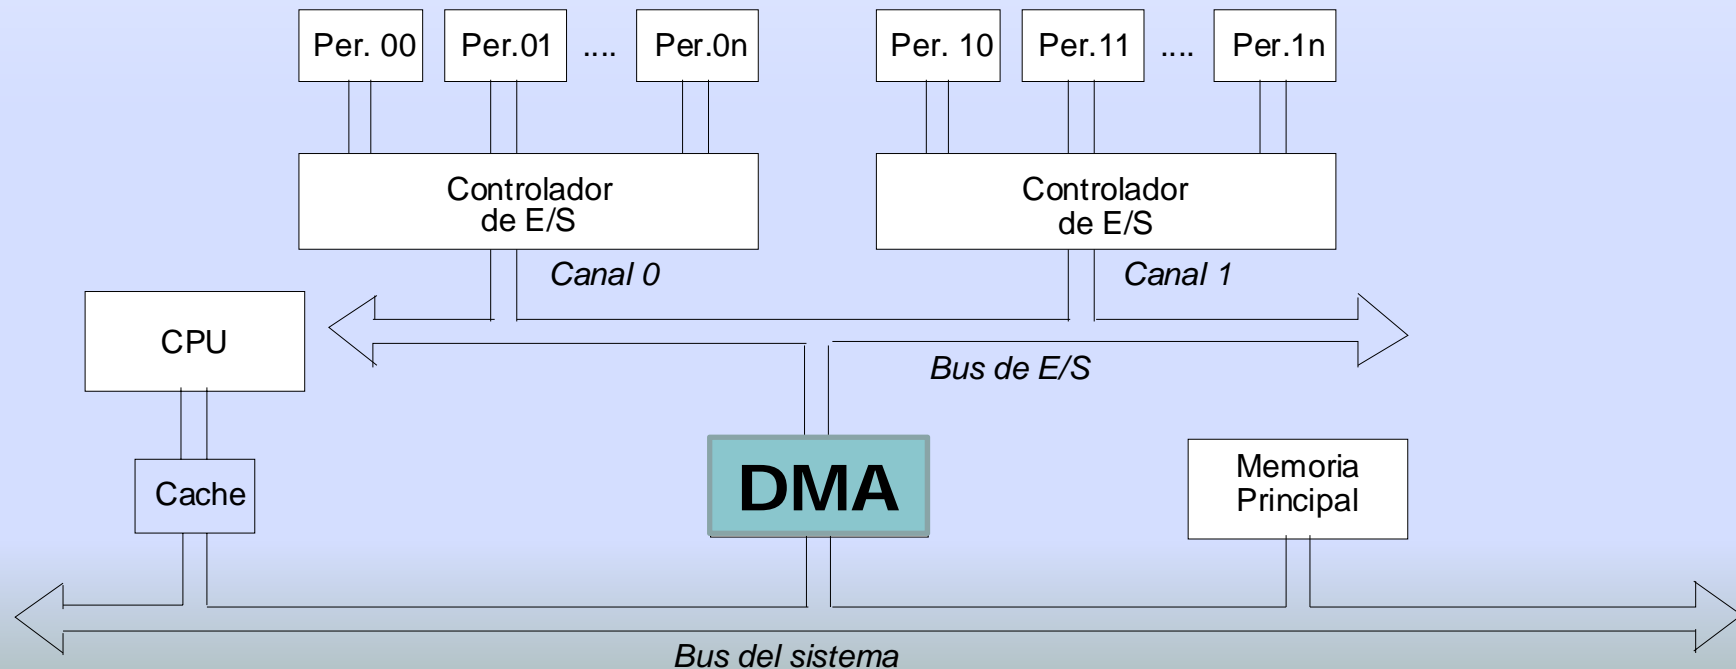 Per. 00 Per.01 .... Per.0n Per. 10 Per.11 .... Per.1n
Controlador
de E/S
Controlador
de E/S
Canal 0
Canal 1
CPU
Bus de E/S
Cache
DMA
Memoria
Principal
Bus del sistema